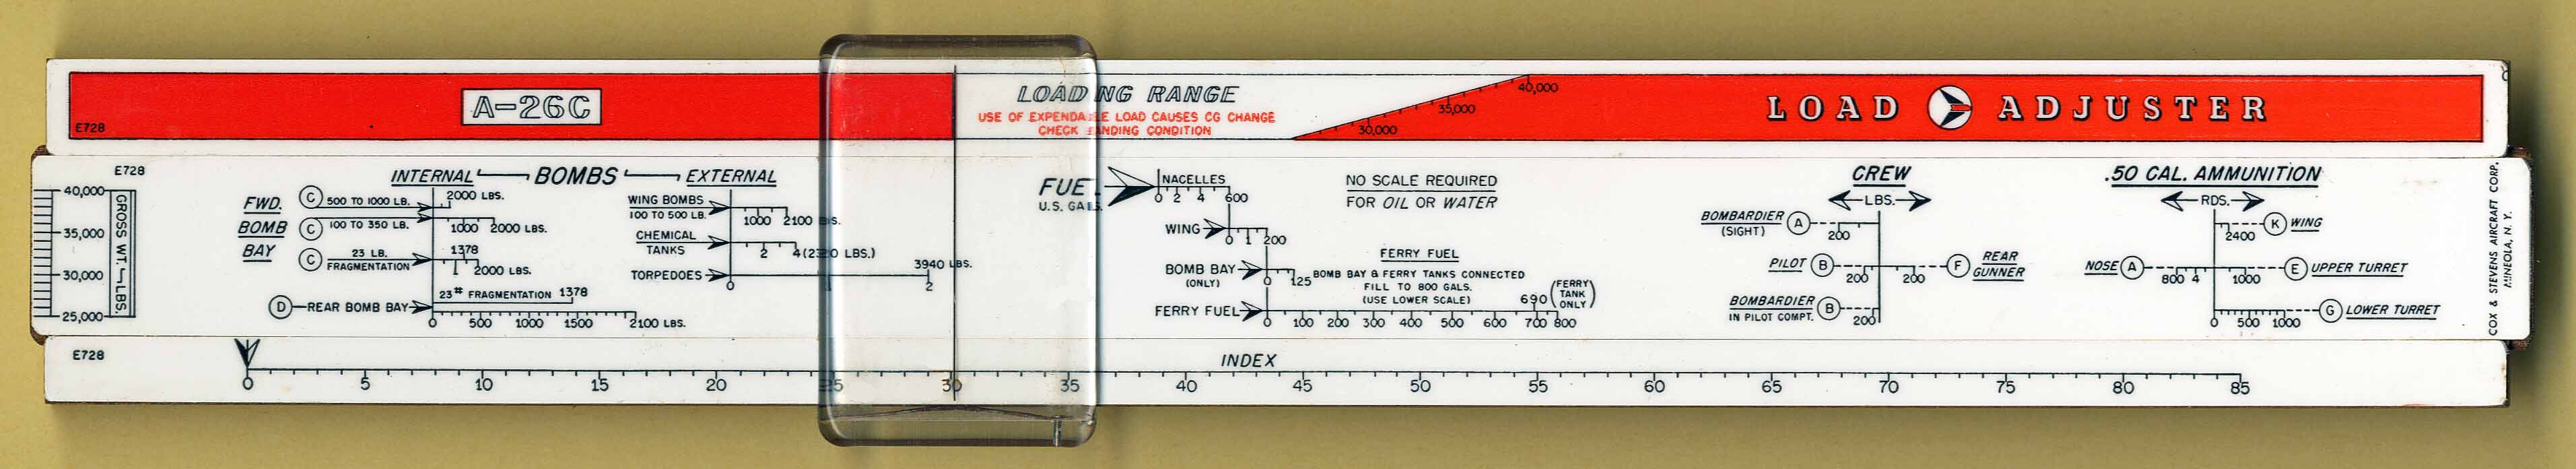 A-26C
E728
LOADING RANGE
USE OF EXPENDABLE LOAD CAUSES CG CHANGE
CHECK LANDING CONDITION
30,000
35,000
40,000
LOAD ADJUSTER
E728
40,000
35,000
30,000
25,000
GROSS WT.-LBS.
INTERNAL BOMBS EXTERNAL
FWD.
BOMB
BAY
C 500 TO 1000 LB. 2000 LBS.
C 100 TO 350 LB. 1000 2000 LBS.
C 23 LB.
FRAGMENTATION
1378
1 2000 LBS.
D REAR BOMB BAY
23# FRAGMENTATION 1378
0 500 1000 1500 2100 LBS.
WING BOMBS
100 TO 500 LB.
1000 2100 LBS.
CHEMICAL
TANKS
2 4 (2320 LBS.)
TORPEDOES
3940 LBS.
0 1 2
FUEL
U.S. GALS.
NACELLES
0 2 4 600
WING
0 1 200
BOMB BAY
(ONLY)
0 125
FERRY FUEL
0 100 200 300 400 500 600 700 800
NO SCALE REQUIRED
FOR OIL OR WATER
FERRY FUEL
BOMB BAY & FERRY TANKS CONNECTED
FILL TO 800 GALS.
(USE LOWER SCALE)
690 (FERRY
TANK
ONLY)
CREW
LBS.
BOMBARDIER
(SIGHT)
A
200
PILOT B
200 200
F REAR
GUNNER
BOMBARDIER
IN PILOT COMPT.
B
200
.50 CAL. AMMUNITION
RDS.
K WING
2400
NOSE A
800 4 1000
E UPPER TURRET
G LOWER TURRET
0 500 1000
COX & STEVENS AIRCRAFT CORP.
MINEOLA, N. Y.
E728
INDEX
0 5 10 15 20 25 30 35 40 45 50 55 60 65 70 75 80 85